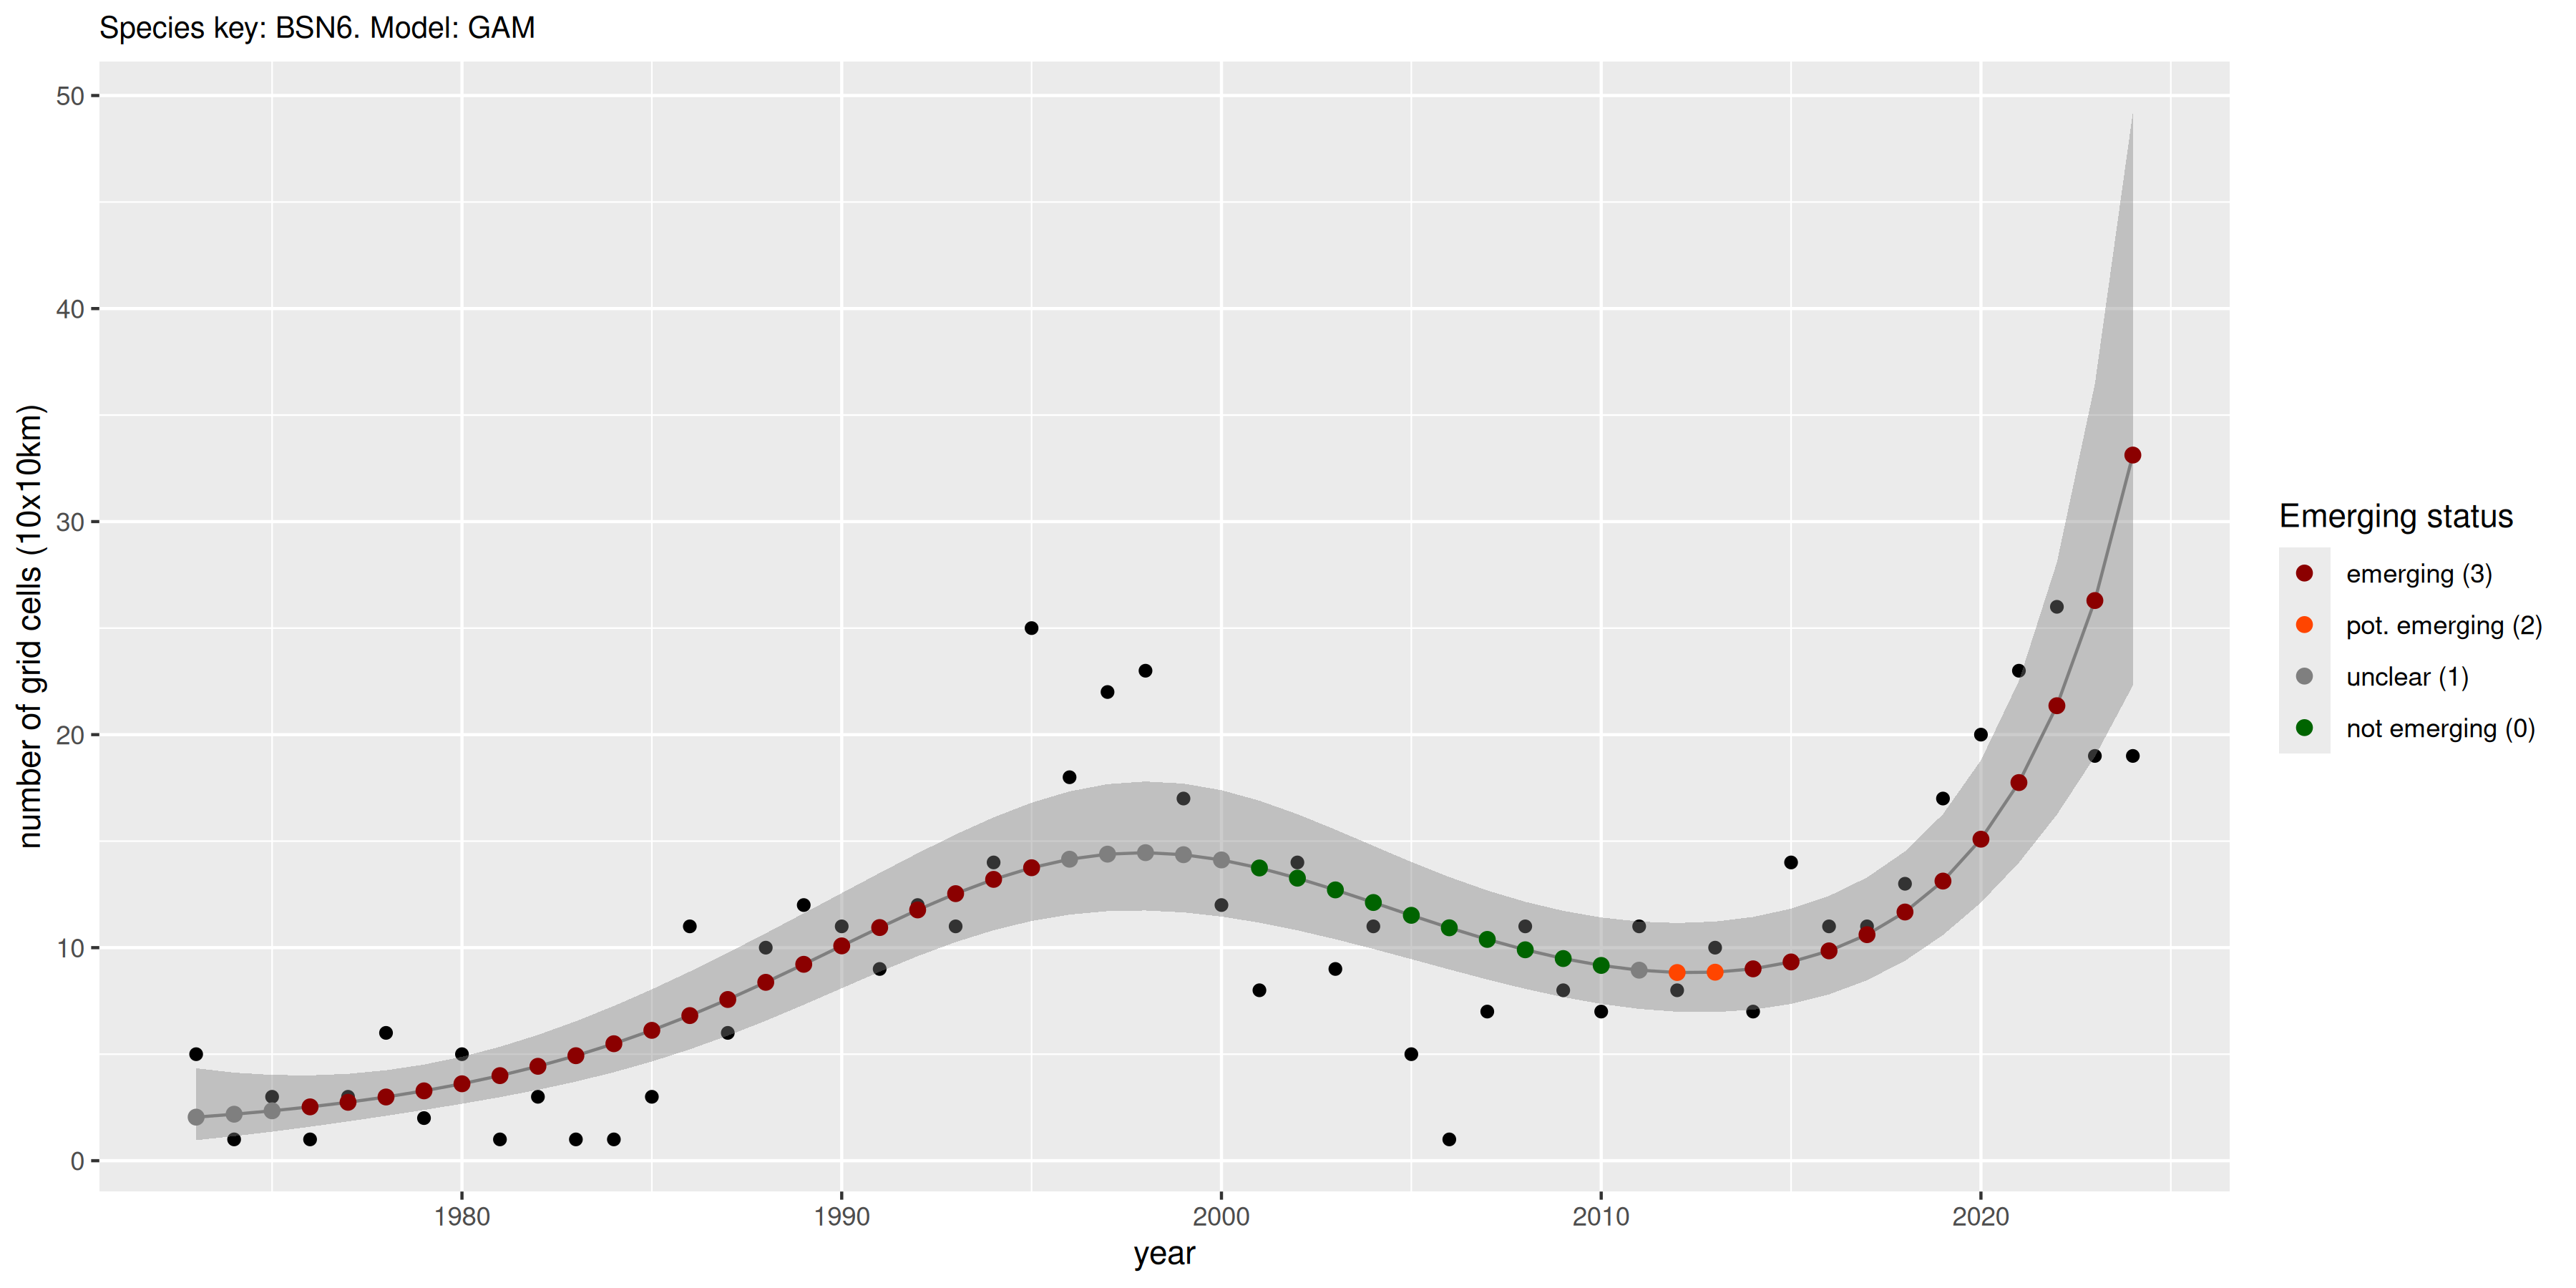 Species key: BSN6. Model: GAM
50
40
30
20
10
0
number of grid cells (10x10km)
1980
1990
2000
2010
2020
year
Emerging status
emerging (3)
pot. emerging (2)
unclear (1)
not emerging (0)